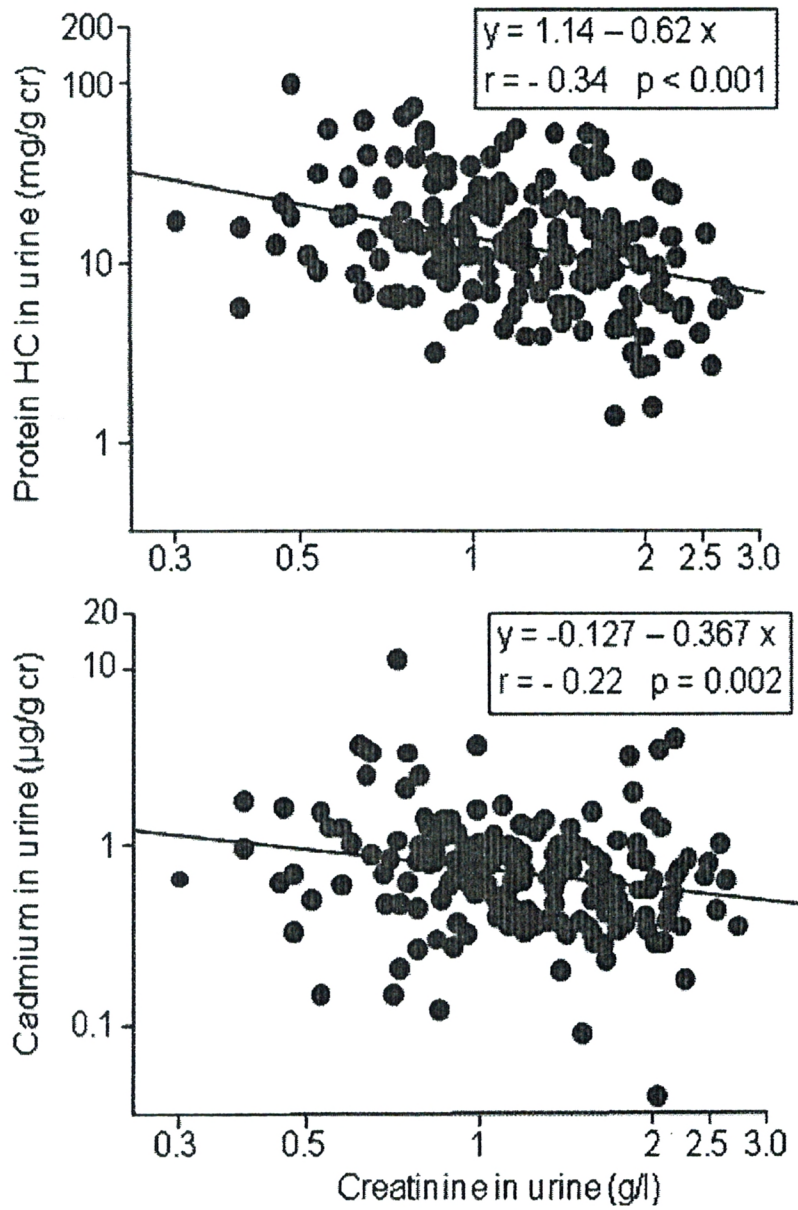 200
100
10
1
Protein HC in urine (mg/g cr)
y = 1.14 – 0.62 x
r = - 0.34 p < 0.001
0.3 0.5 1 2 2.5 3.0
20
10
1
0.1
Cadmium in urine (µg/g cr)
y = -0.127 – 0.367 x
r = - 0.22 p = 0.002
0.3 0.5 1 2 2.5 3.0
Creatinine in urine (g/l)